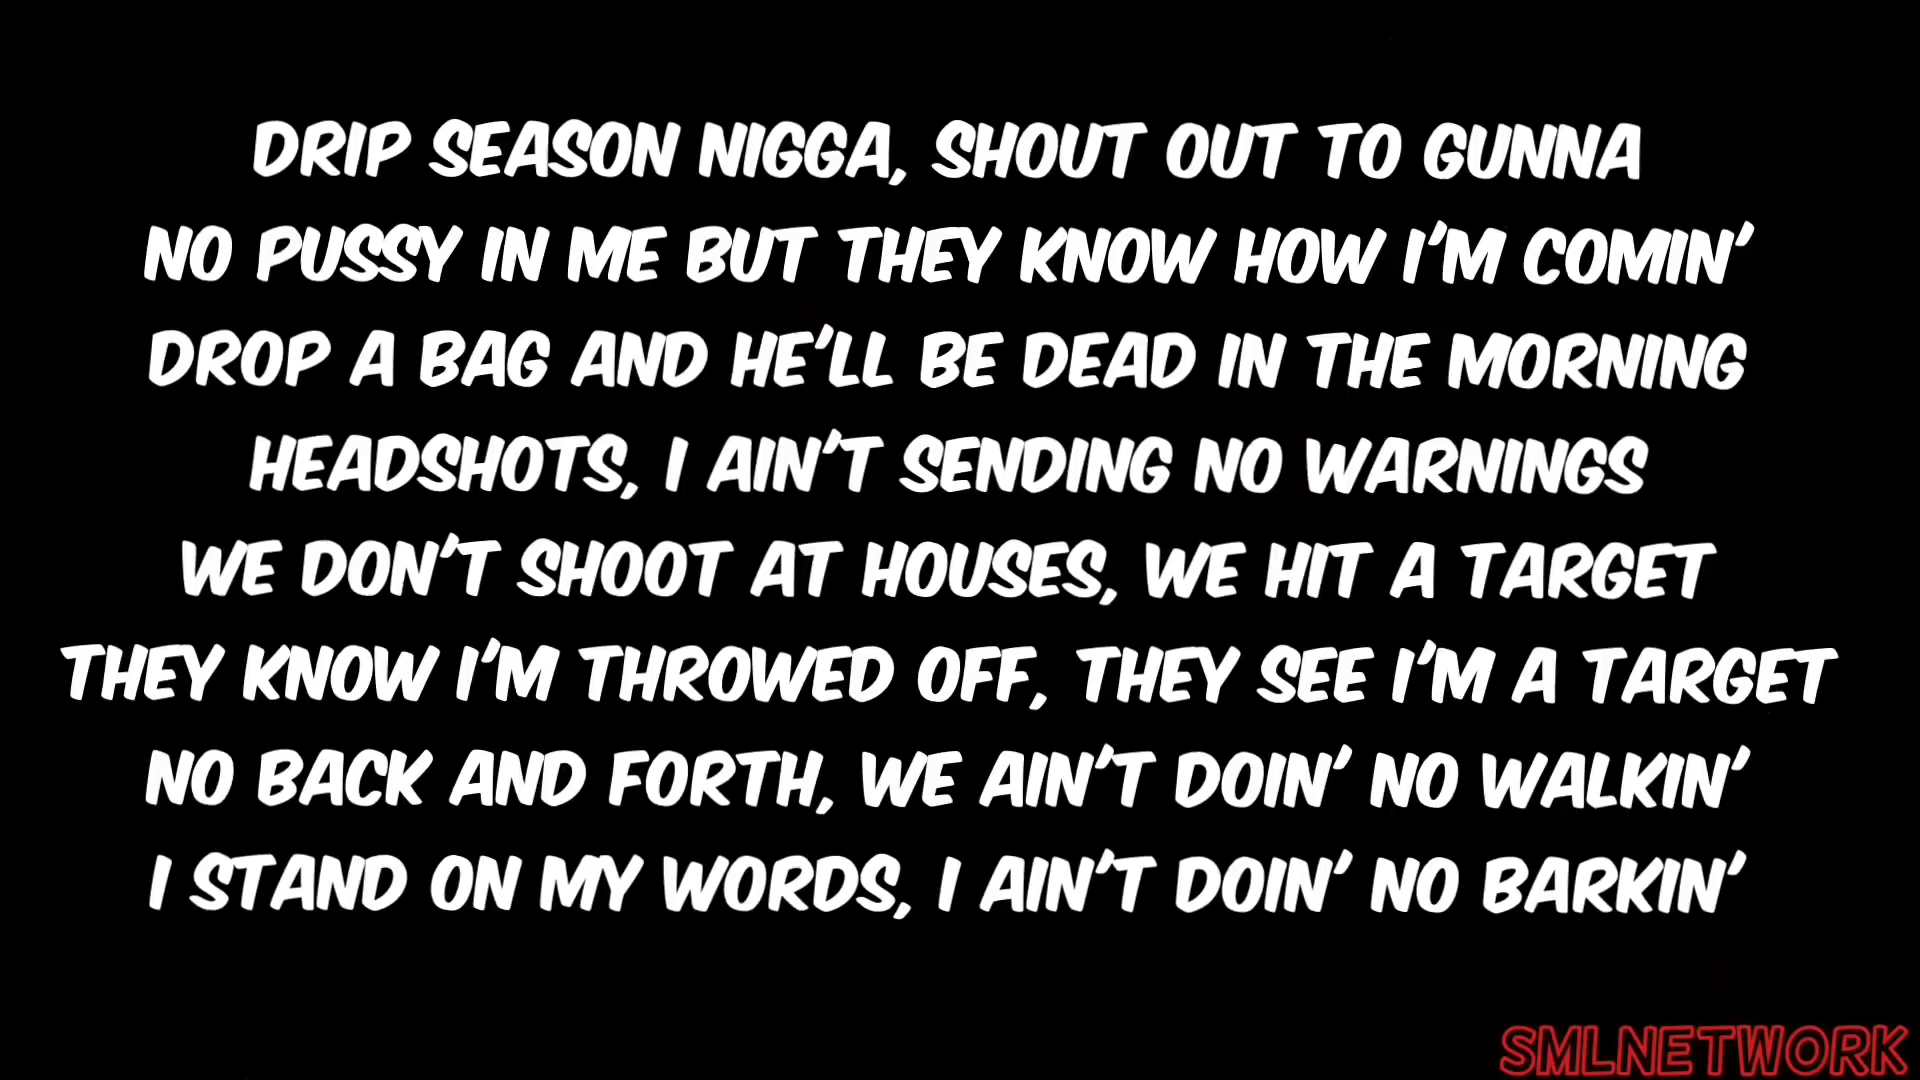 DRIP SEASON NIGGA, SHOUT OUT TO GUNNA
NO PUSSY IN ME BUT THEY KNOW HOW I'M COMIN'
DROP A BAG AND HE'LL BE DEAD IN THE MORNING
HEADSHOTS, I AIN'T SENDING NO WARNINGS
WE DON'T SHOOT AT HOUSES, WE HIT A TARGET
THEY KNOW I'M THROWED OFF, THEY SEE I'M A TARGET
NO BACK AND FORTH, WE AIN'T DOIN' NO WALKIN'
I STAND ON MY WORDS, I AIN'T DOIN' NO BARKIN'
SMLNETWORK